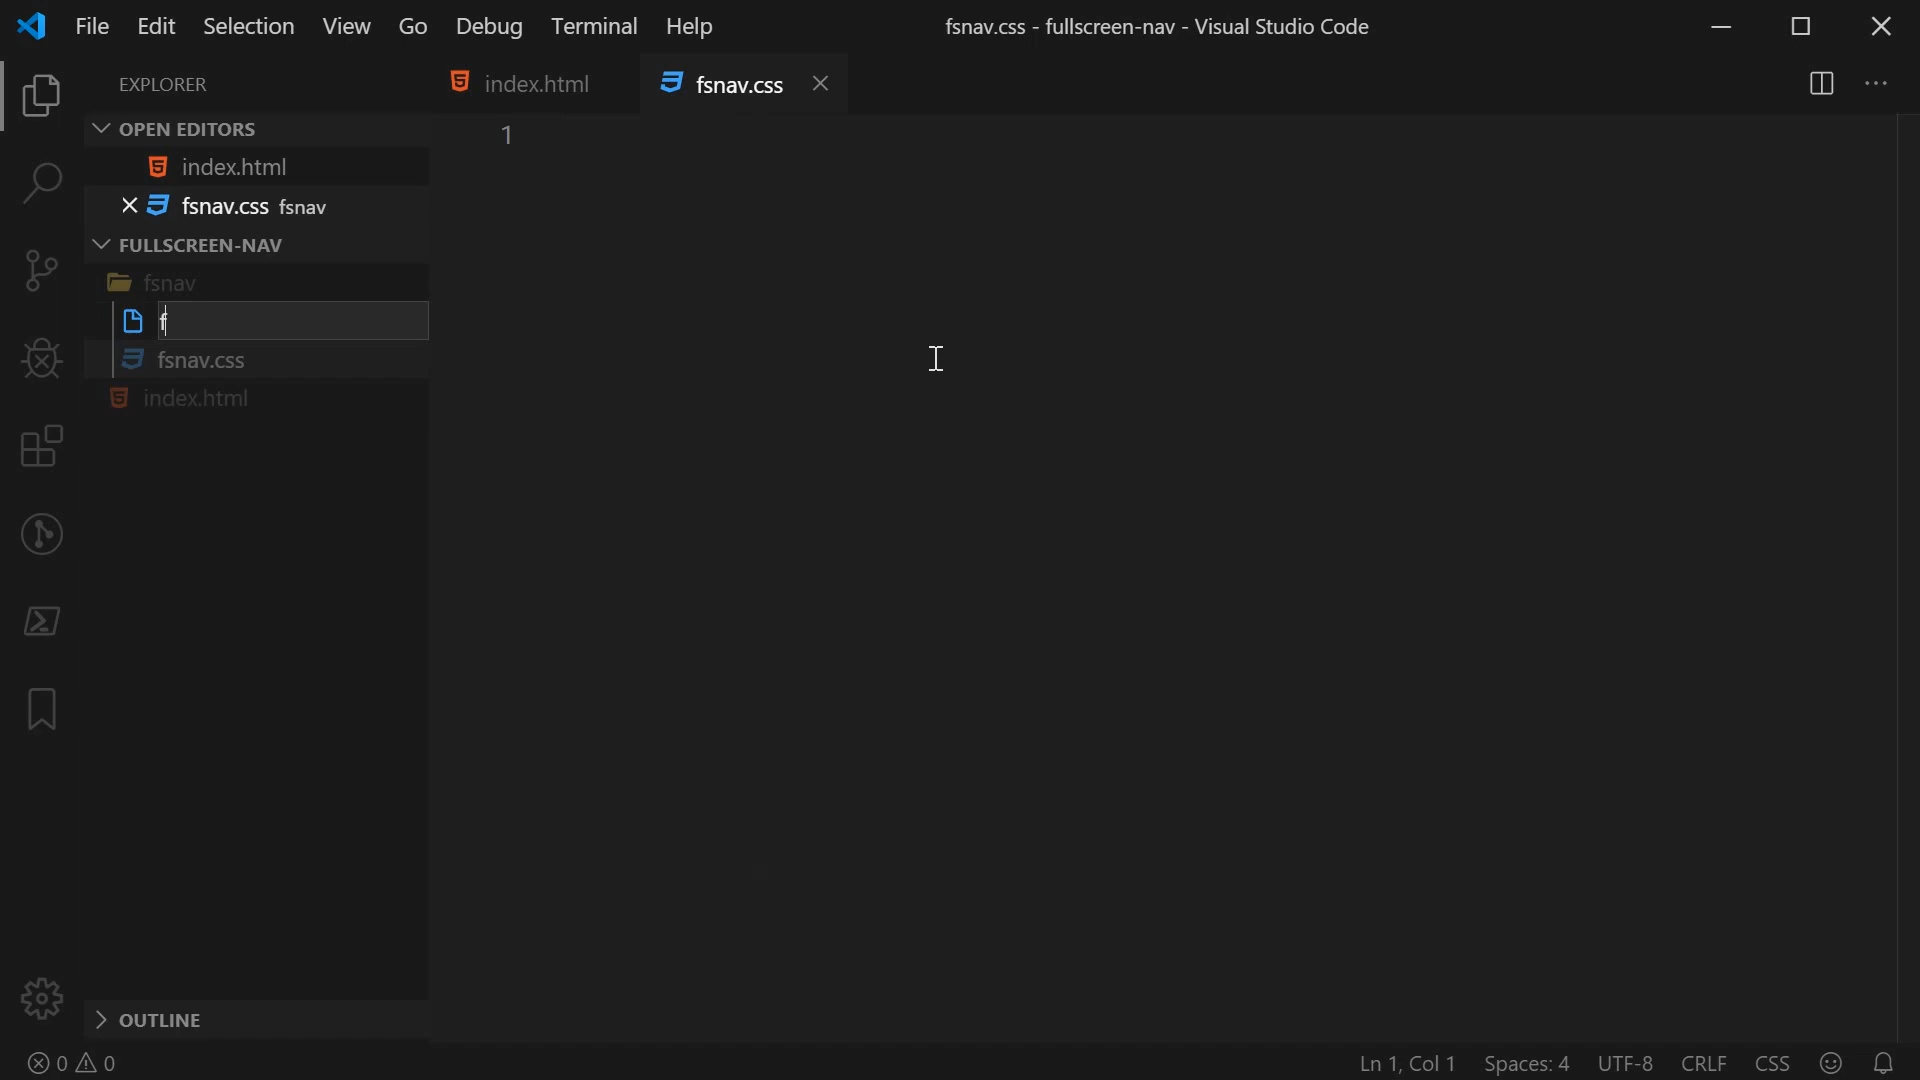 File Edit Selection View Go Debug Terminal Help
fsnav.css - fullscreen-nav - Visual Studio Code
EXPLORER
index.html
fsnav.css
OPEN EDITORS
index.html
fsnav.css fsnav
FULLSCREEN-NAV
fsnav
f
fsnav.css
index.html
1
OUTLINE
0 0
Ln 1, Col 1 Spaces: 4 UTF-8 CRLF CSS